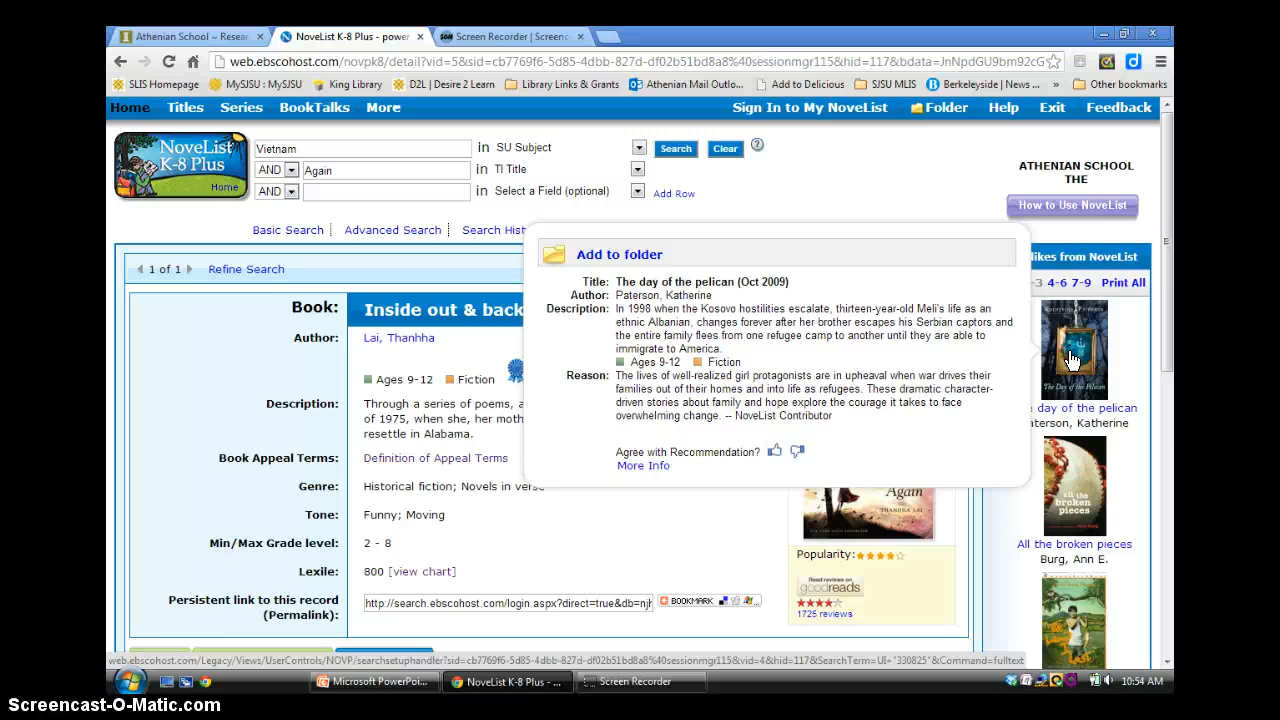 Athenian School ~ Resea
NoveList K-8 Plus - power
Screen Recorder | Screenc
web.ebscohost.com/novpk8/detail?vid=4&sid=cb7769f6-5d85-4dbb-827d-df02b51bd8a8%40sessionmgr115&hid=117&bdata=JnNpdGU9bm92cG
SLIS Homepage
MySJSU : MySJSU
King Library
D2L | Desire 2 Learn
Library Links & Grants
Athenian Mail Outlo...
Add to Delicious
SJSU MLIS
Berkeleyside | News ...
»
Other bookmarks
Home Titles Series BookTalks More Sign In to My NoveList Folder Help Exit Feedback
NoveList
K-8 Plus
Home
Vietnam in SU Subject Search Clear
AND Again in TI Title
AND in Select a Field (optional) Add Row
ATHENIAN SCHOOL
THE
How to Use NoveList
Basic Search Advanced Search Search Hist
1 of 1 Refine Search
Add to folder
Title: The day of the pelican (Oct 2009)
Author: Paterson, Katherine
Description: In 1998 when the Kosovo hostilities escalate, thirteen-year-old Meli's life as an
ethnic Albanian, changes forever after her brother escapes his Serbian captors and
the entire family flees from one refugee camp to another until they are able to
immigrate to America.
Ages 9-12 Fiction
Reason: The lives of well-realized girl protagonists are in upheaval when war drives their
families out of their homes and into life as refugees. These dramatic character-
driven stories about family and hope explore the courage it takes to face
overwhelming change. -- NoveList Contributor
Agree with Recommendation?
More Info
Book: Inside out & back
Author: Lai, Thanhha
Ages 9-12 Fiction
Description: Through a series of poems, a
of 1975, when she, her moth
resettle in Alabama.
Book Appeal Terms: Definition of Appeal Terms
Genre: Historical fiction; Novels in verse
Tone: Funny; Moving
Min/Max Grade level: 2 - 8
Lexile: 800 [view chart]
Persistent link to this record
(Permalink):
http://search.ebscohost.com/login.aspx?direct=true&db=njh
BOOKMARK
Again
THANHHA LAI
Popularity:
Read reviews on
goodreads
1725 reviews
likes from NoveList
-3 4-6 7-9 Print All
The Day of the Pelican
day of the pelican
aterson, Katherine
all the
broken
pieces
All the broken pieces
Burg, Ann E.
web.ebscohost.com/Legacy/Views/UserControls/NOVP/searchsetuphandler?sid=cb7769f6-5d85-4dbb-827d-df02b51bd8a8%40sessionmgr115&vid=4&hid=117&SearchTerm=UI+"330825"&Command=fulltext
Microsoft PowerPoi...
NoveList K-8 Plus - ...
Screen Recorder
10:54 AM
Screencast-O-Matic.com